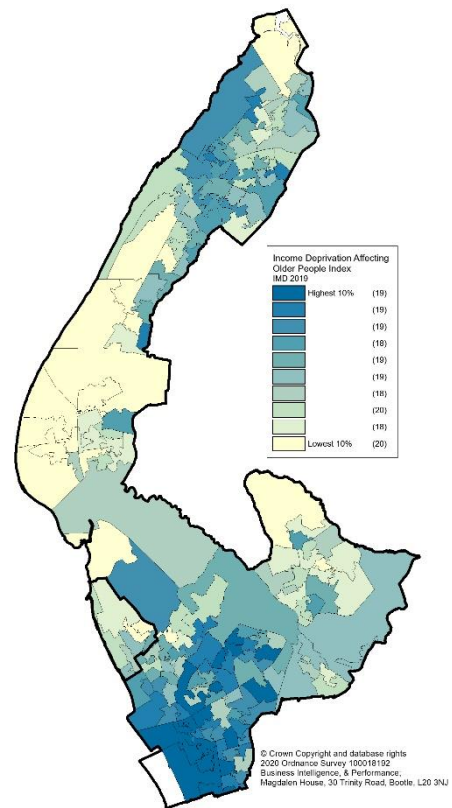 Income Deprivation Affecting
Older People Index
IMD 2019
Highest 10% (19)
(19)
(19)
(18)
(19)
(19)
(18)
(20)
(18)
Lowest 10% (20)
© Crown Copyright and database rights
2020 Ordnance Survey 100018192
Business Intelligence, & Performance,
Magdalen House, 30 Trinity Road, Bootle. L20 3NJ